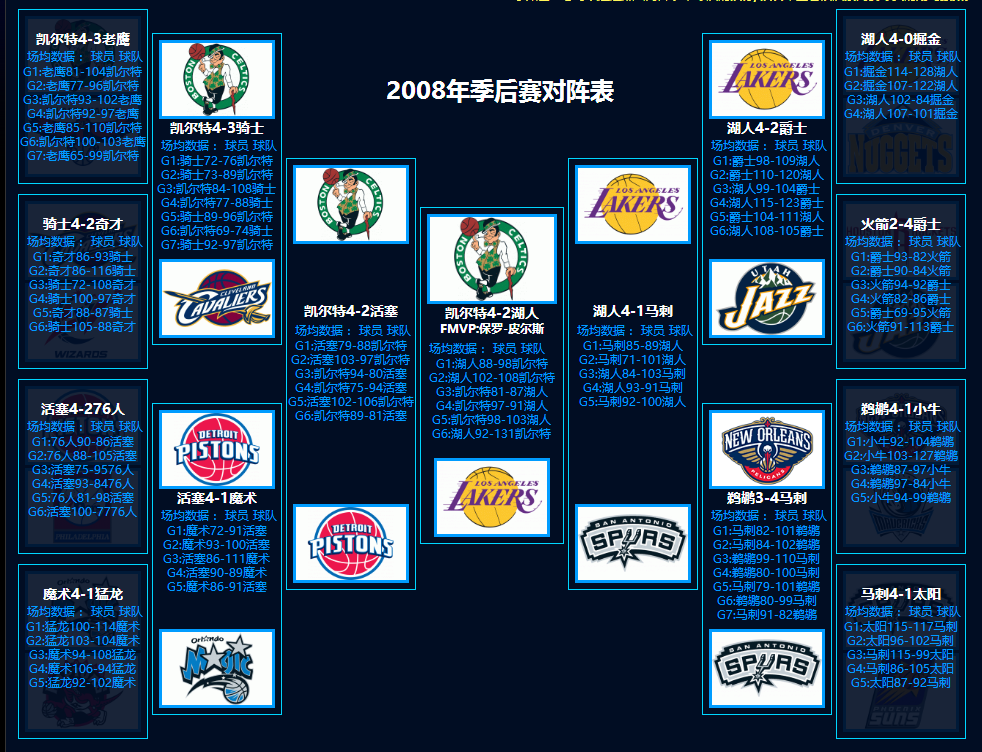 2008年季后赛对阵表
凯尔特4-3老鹰
场均数据： 球员 球队
G1:老鹰81-104凯尔特
G2:老鹰77-96凯尔特
G3:凯尔特93-102老鹰
G4:凯尔特92-97老鹰
G5:老鹰85-110凯尔特
G6:凯尔特100-103老鹰
G7:老鹰65-99凯尔特
骑士4-2奇才
场均数据： 球员 球队
G1:奇才86-93骑士
G2:奇才86-116骑士
G3:骑士72-108奇才
G4:骑士100-97奇才
G5:奇才88-87骑士
G6:骑士105-88奇才
WIZARDS
活塞4-276人
场均数据： 球员 球队
G1:76人90-86活塞
G2:76人88-105活塞
G3:活塞75-9576人
G4:活塞93-8476人
G5:76人81-98活塞
G6:活塞100-7776人
PHILADELPHIA
魔术4-1猛龙
场均数据： 球员 球队
G1:猛龙100-114魔术
G2:猛龙103-104魔术
G3:魔术94-108猛龙
G4:魔术106-94猛龙
G5:猛龙92-102魔术
BOSTON CELTICS
凯尔特4-3骑士
场均数据： 球员 球队
G1:骑士72-76凯尔特
G2:骑士73-89凯尔特
G3:凯尔特84-108骑士
G4:凯尔特77-88骑士
G5:骑士89-96凯尔特
G6:凯尔特69-74骑士
G7:骑士92-97凯尔特
CLEVELAND
CAVALIERS
DETROIT
PISTONS
活塞4-1魔术
场均数据： 球员 球队
G1:魔术72-91活塞
G2:魔术93-100活塞
G3:活塞86-111魔术
G4:活塞90-89魔术
G5:魔术86-91活塞
Orlando
MAGIC
BOSTON CELTICS
凯尔特4-2活塞
场均数据： 球员 球队
G1:活塞79-88凯尔特
G2:活塞103-97凯尔特
G3:凯尔特94-80活塞
G4:凯尔特75-94活塞
G5:活塞102-106凯尔特
G6:凯尔特89-81活塞
DETROIT
PISTONS
BOSTON CELTICS
凯尔特4-2湖人
FMVP:保罗-皮尔斯
场均数据： 球员 球队
G1:湖人88-98凯尔特
G2:湖人102-108凯尔特
G3:凯尔特81-87湖人
G4:凯尔特97-91湖人
G5:凯尔特98-103湖人
G6:湖人92-131凯尔特
LOS ANGELES
LAKERS
LOS ANGELES
LAKERS
湖人4-1马刺
场均数据： 球员 球队
G1:马刺85-89湖人
G2:马刺71-101湖人
G3:湖人84-103马刺
G4:湖人93-91马刺
G5:马刺92-100湖人
SAN ANTONIO
SPURS
LOS ANGELES
LAKERS
湖人4-2爵士
场均数据： 球员 球队
G1:爵士98-109湖人
G2:爵士110-120湖人
G3:湖人99-104爵士
G4:湖人115-123爵士
G5:爵士104-111湖人
G6:湖人108-105爵士
UTAH
JAZZ
NEW ORLEANS
PELICANS
鹈鹕3-4马刺
场均数据： 球员 球队
G1:马刺82-101鹈鹕
G2:马刺84-102鹈鹕
G3:鹈鹕99-110马刺
G4:鹈鹕80-100马刺
G5:马刺79-101鹈鹕
G6:鹈鹕80-99马刺
G7:马刺91-82鹈鹕
SAN ANTONIO
SPURS
湖人4-0掘金
场均数据： 球员 球队
G1:掘金114-128湖人
G2:掘金107-122湖人
G3:湖人102-84掘金
G4:湖人107-101掘金
DENVER
NUGGETS
火箭2-4爵士
场均数据： 球员 球队
G1:爵士93-82火箭
G2:爵士90-84火箭
G3:火箭94-92爵士
G4:火箭82-86爵士
G5:爵士69-95火箭
G6:火箭91-113爵士
鹈鹕4-1小牛
场均数据： 球员 球队
G1:小牛92-104鹈鹕
G2:小牛103-127鹈鹕
G3:鹈鹕87-97小牛
G4:鹈鹕97-84小牛
G5:小牛94-99鹈鹕
马刺4-1太阳
场均数据： 球员 球队
G1:太阳115-117马刺
G2:太阳96-102马刺
G3:马刺115-99太阳
G4:马刺86-105太阳
G5:太阳87-92马刺
PHOENIX
SUNS